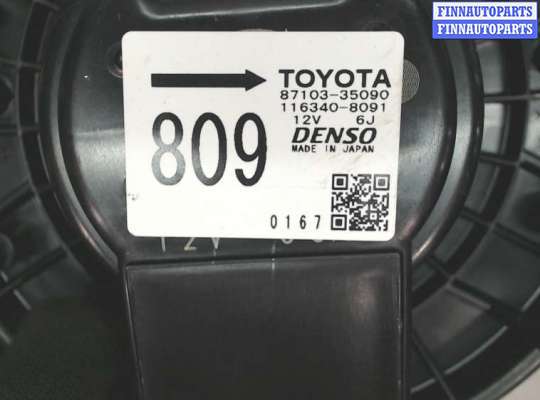 FINNAUTOPARTS
FINNAUTOPARTS
TOYOTA
87103-35090
116340-8091
12V 6J
809
DENSO
MADE IN JAPAN
0167
12V